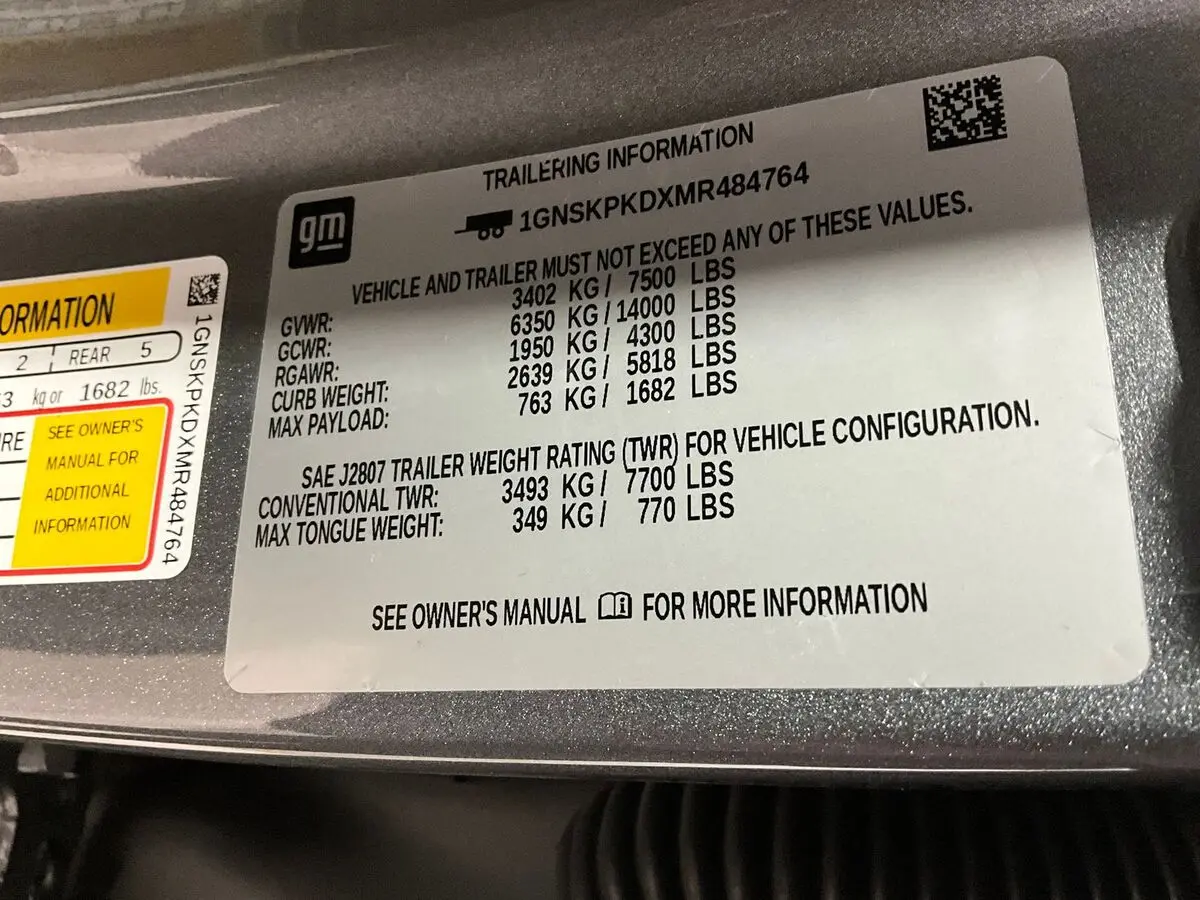 ORMATION
2 | REAR 5
3 kg or 1682 lbs.
RE
SEE OWNER'S
MANUAL FOR
ADDITIONAL
INFORMATION
1GNSKPKDXMR484764
gm
TRAILERING INFORMATION
1GNSKPKDXMR484764
VEHICLE AND TRAILER MUST NOT EXCEED ANY OF THESE VALUES.
GVWR: 3402 KG / 7500 LBS
GCWR: 6350 KG / 14000 LBS
RGAWR: 1950 KG / 4300 LBS
CURB WEIGHT: 2639 KG / 5818 LBS
MAX PAYLOAD: 763 KG / 1682 LBS
SAE J2807 TRAILER WEIGHT RATING (TWR) FOR VEHICLE CONFIGURATION.
CONVENTIONAL TWR: 3493 KG / 7700 LBS
MAX TONGUE WEIGHT: 349 KG / 770 LBS
SEE OWNER'S MANUAL FOR MORE INFORMATION